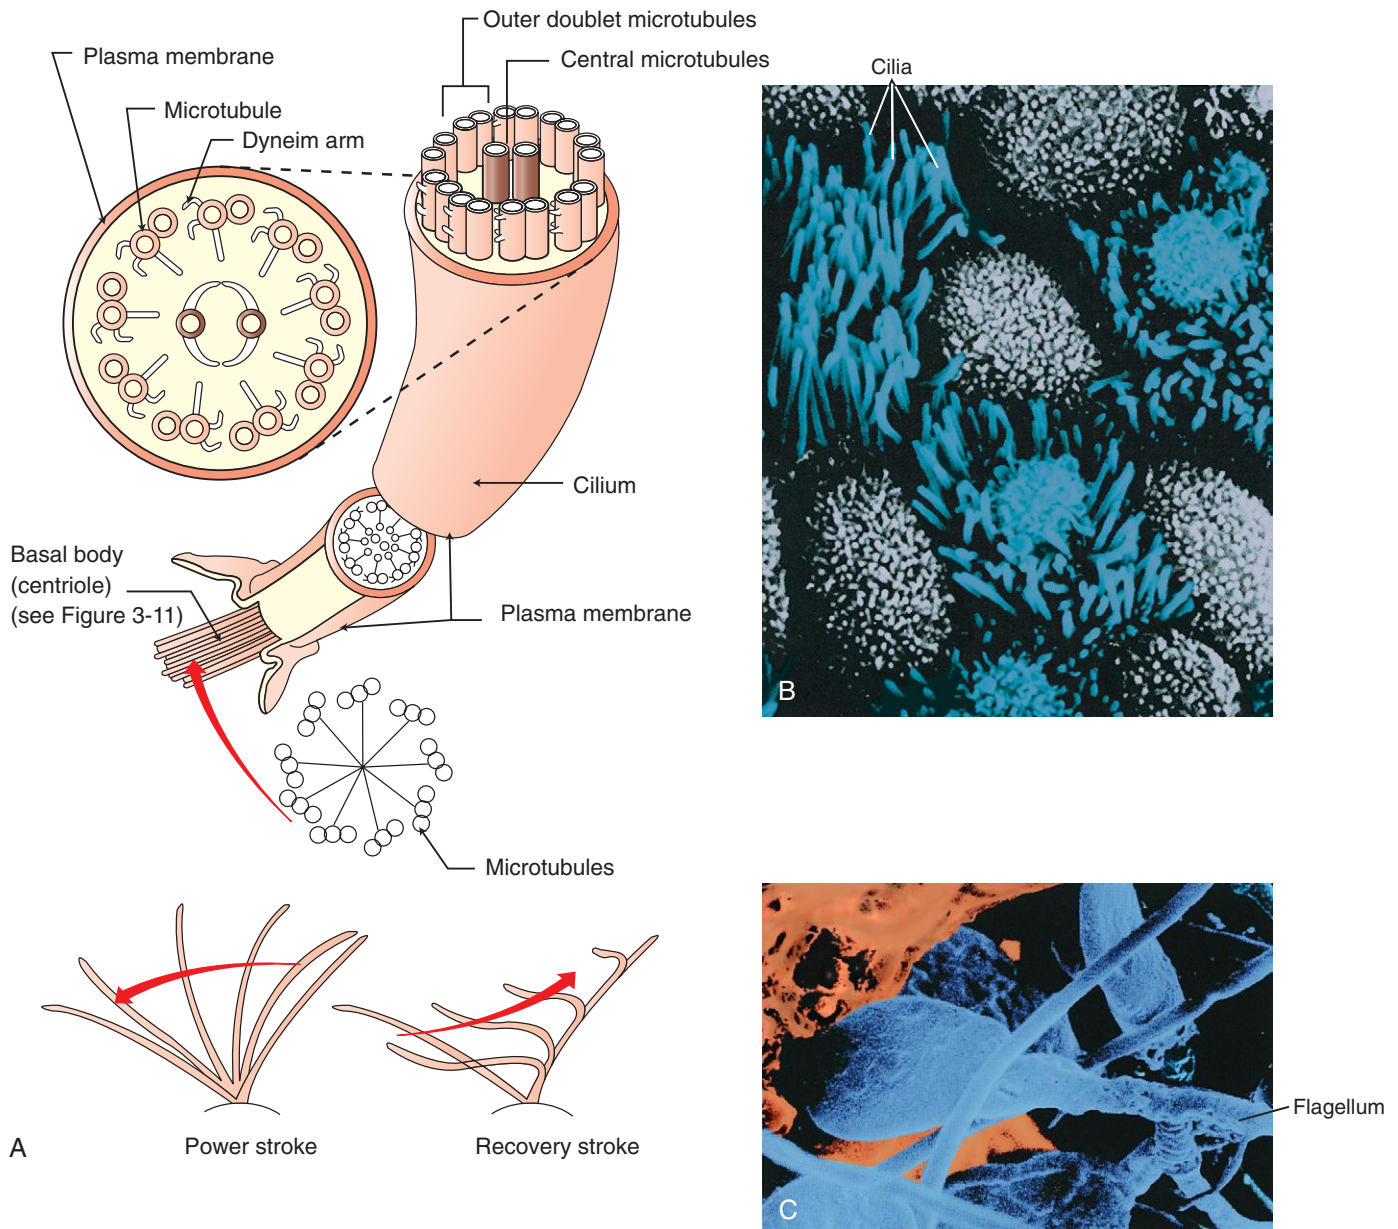 Outer doublet microtubules
Central microtubules
Plasma membrane
Microtubule
Dyneim arm
Cilia
Cilium
Basal body
(centriole)
(see Figure 3-11)
Plasma membrane
B
Microtubules
Flagellum
Power stroke
Recovery stroke
A
C